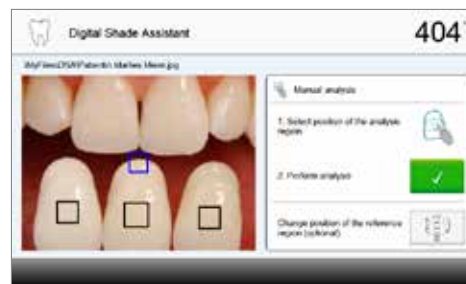 Digital Shade Assistant
404°
Manual analysis
1. Select position of the analysis
region
2. Perform analysis
Change position of the reference
region (optional)